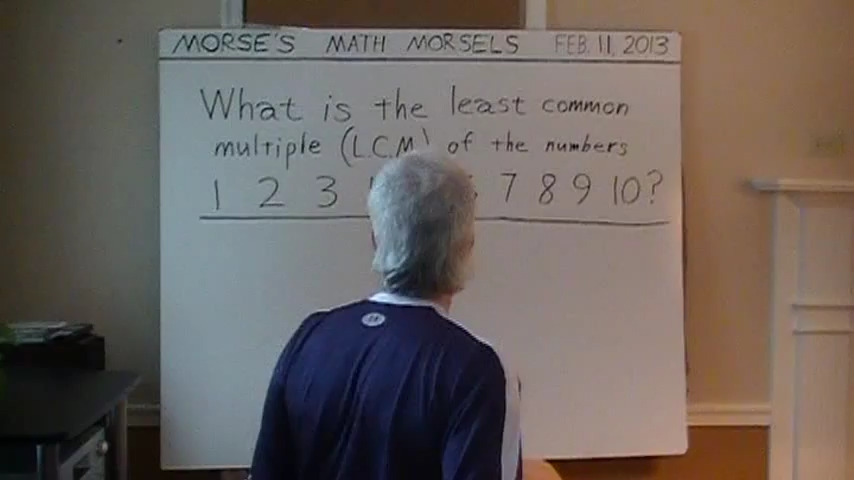 MORSE'S MATH MORSELS FEB. 11, 2013
What is the least common
multiple (L.C.M) of the numbers
1 2 3 7 8 9 10?